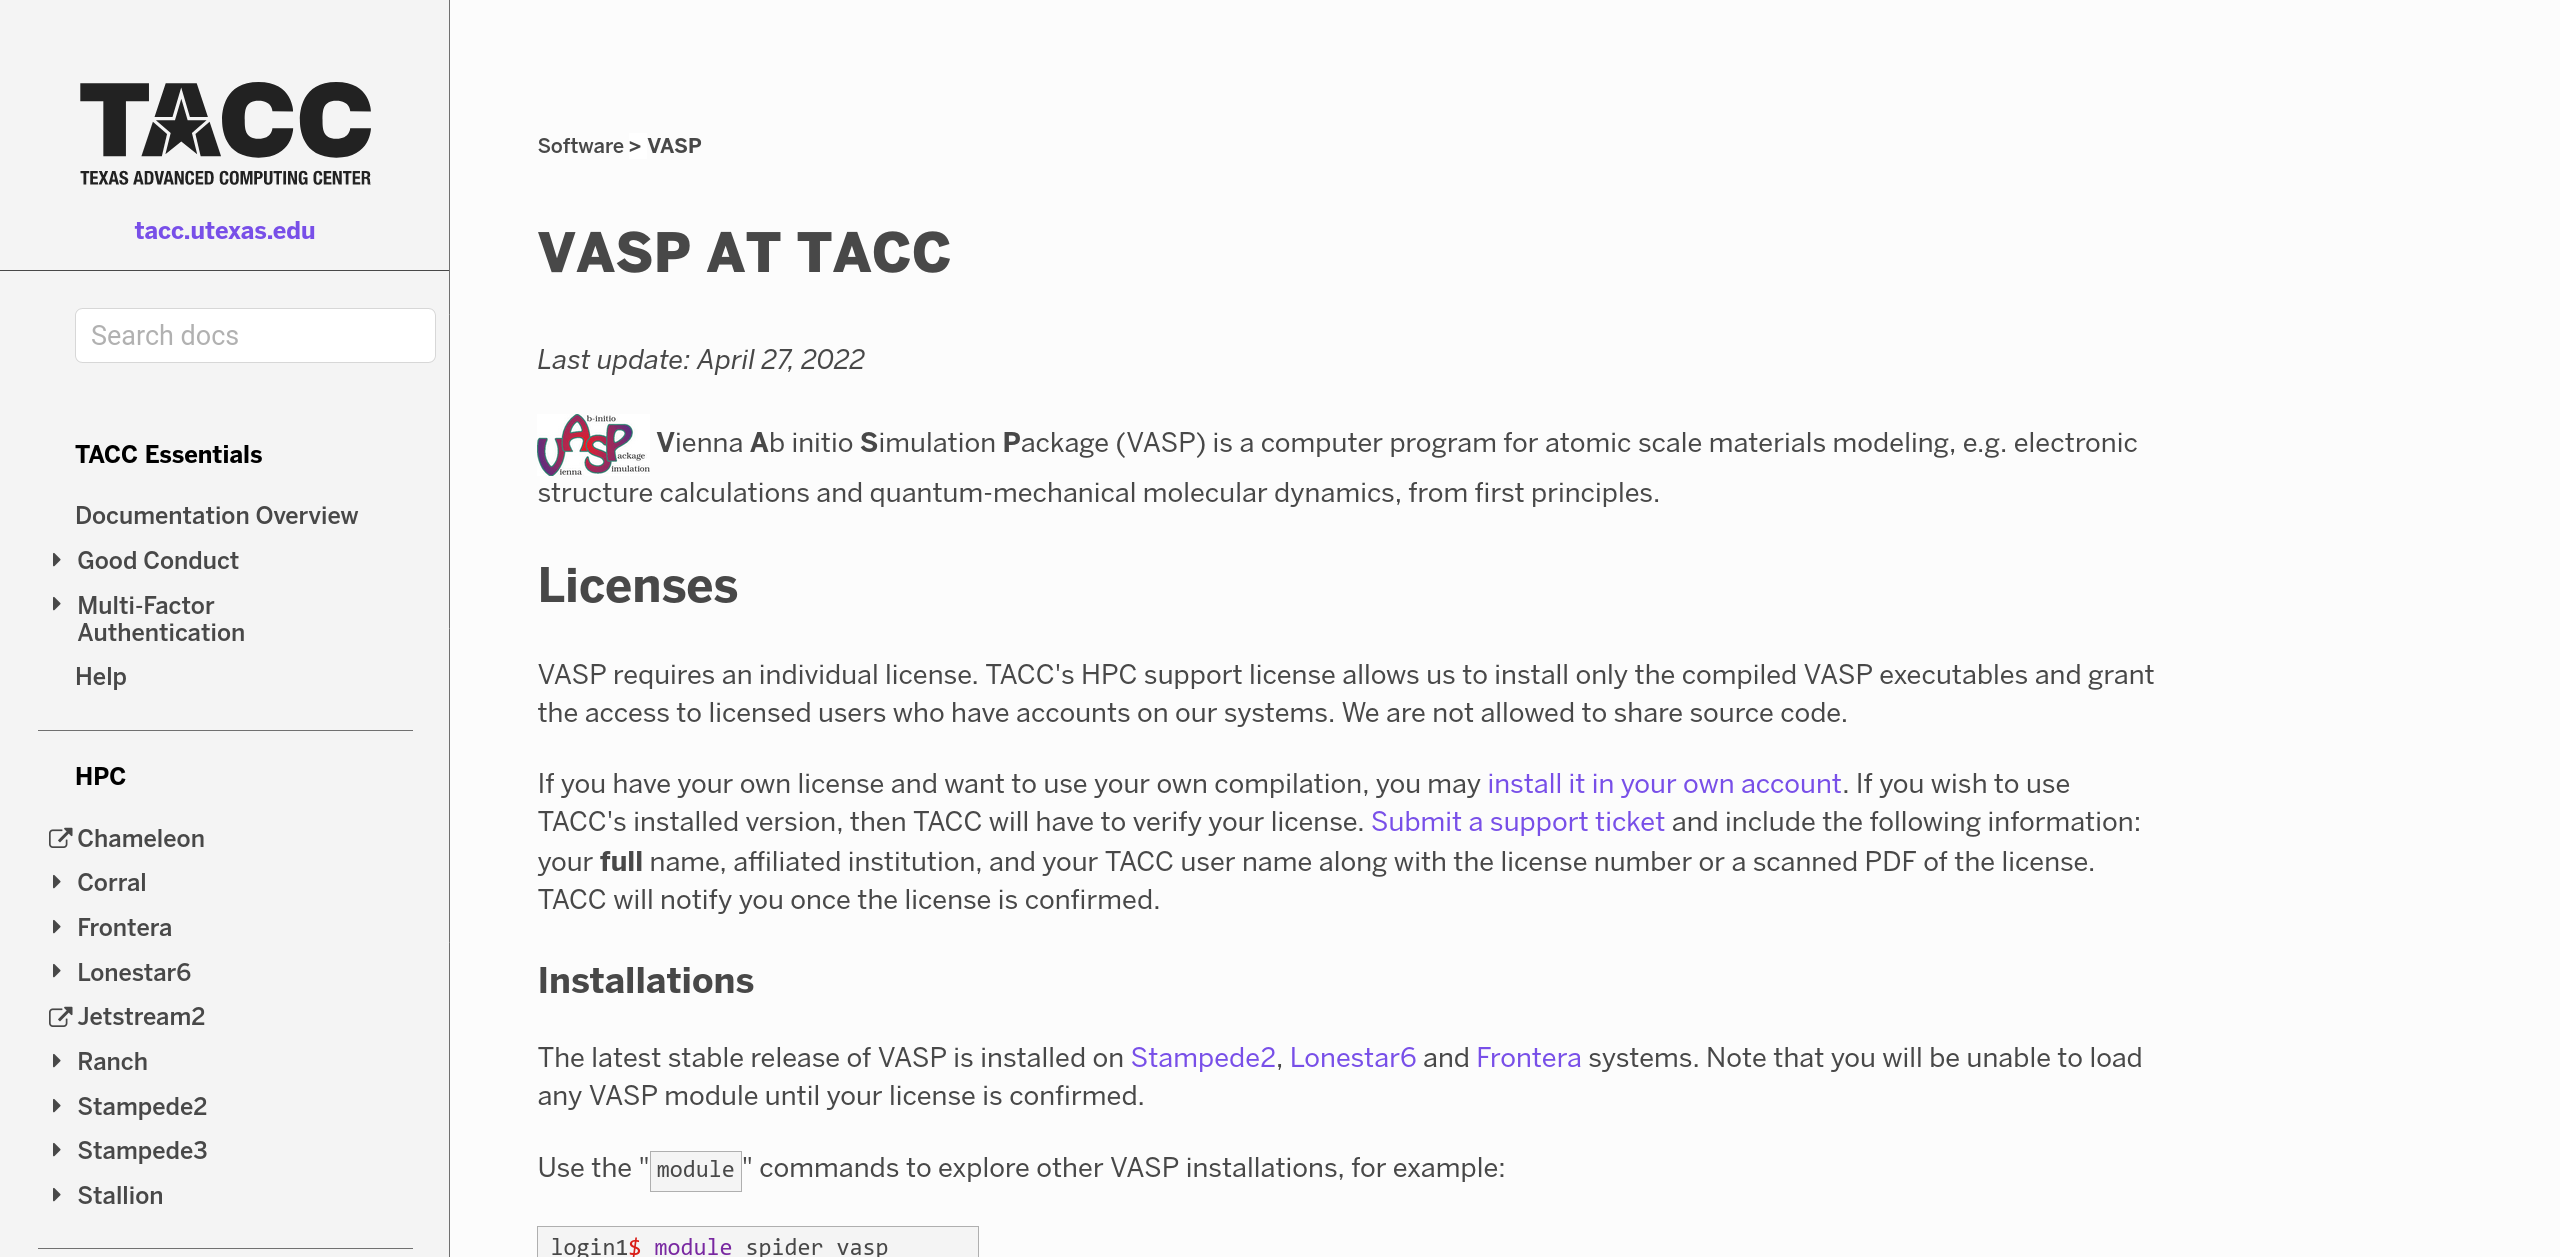 TACC
TEXAS ADVANCED COMPUTING CENTER
tacc.utexas.edu
Search docs
TACC Essentials
Documentation Overview
Good Conduct
Multi-Factor
Authentication
Help
HPC
Chameleon
Corral
Frontera
Lonestar6
Jetstream2
Ranch
Stampede2
Stampede3
Stallion
Software > VASP
VASP AT TACC
Last update: April 27, 2022
VASP
b-initio
ackage
ienna
imulation
Vienna Ab initio Simulation Package (VASP) is a computer program for atomic scale materials modeling, e.g. electronic
structure calculations and quantum-mechanical molecular dynamics, from first principles.
Licenses
VASP requires an individual license. TACC's HPC support license allows us to install only the compiled VASP executables and grant
the access to licensed users who have accounts on our systems. We are not allowed to share source code.
If you have your own license and want to use your own compilation, you may install it in your own account. If you wish to use
TACC's installed version, then TACC will have to verify your license. Submit a support ticket and include the following information:
your full name, affiliated institution, and your TACC user name along with the license number or a scanned PDF of the license.
TACC will notify you once the license is confirmed.
Installations
The latest stable release of VASP is installed on Stampede2, Lonestar6 and Frontera systems. Note that you will be unable to load
any VASP module until your license is confirmed.
Use the "module" commands to explore other VASP installations, for example:
login1$ module spider vasp